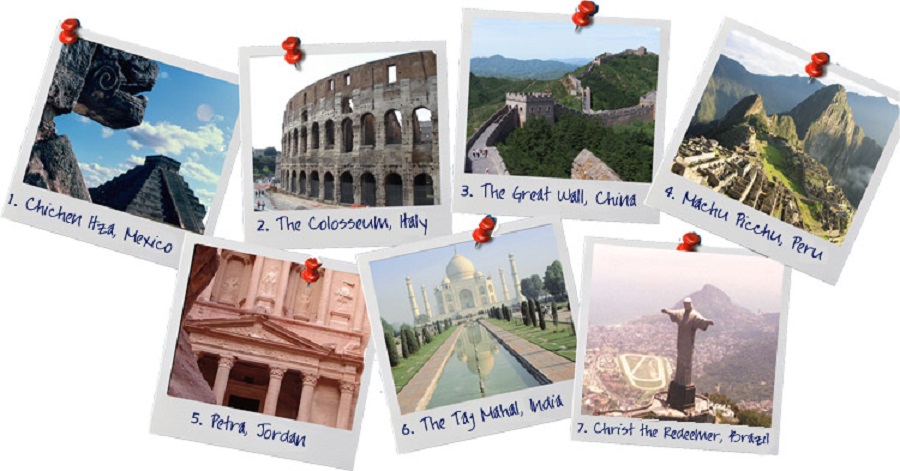 1. Chichen Itza, Mexico
2. The Colosseum, Italy
3. The Great Wall, China
4. Machu Picchu, Peru
5. Petra, Jordan
6. The Taj Mahal, India
7. Christ the Redeemer, Brazil